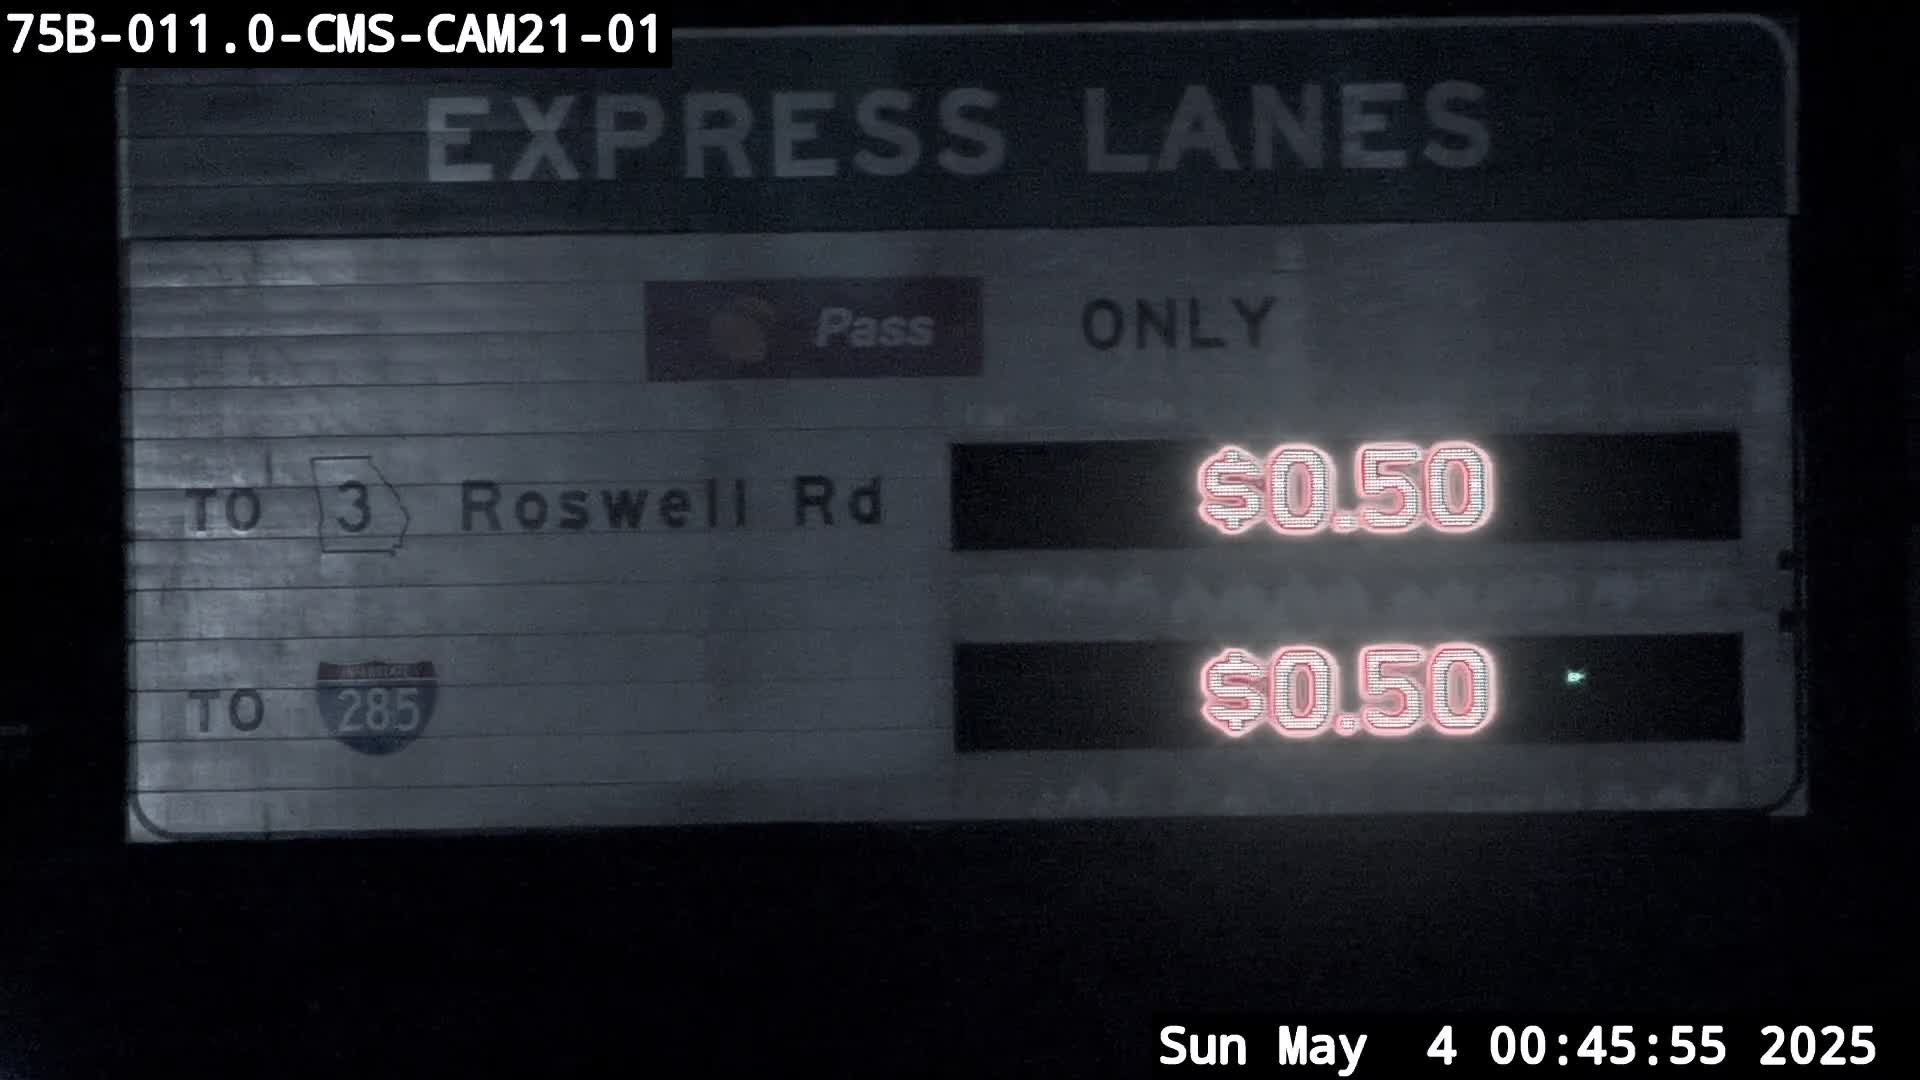 75B-011.0-CMS-CAM21-01
EXPRESS LANES
Pass ONLY
TO 3 Roswell Rd $0.50
TO 285 $0.50
Sun May 4 00:45:55 2025